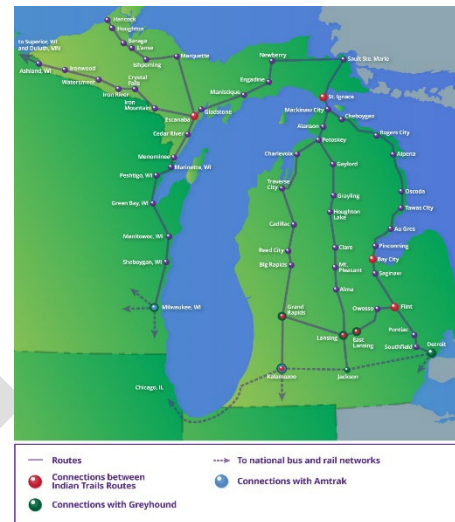 Hancock
Houghton
Baraga
L'anse
to Superior, WI
and Duluth, MN
Ishpeming
Marquette
Newberry
Sault Ste. Marie
Ashland, WI
Ironwood
Watersmeet
Crystal
Falls
Engadine
Iron River
Manistique
St. Ignace
Iron
Mountain
Gladstone
Mackinaw City
Escanaba
Cheboygan
Cedar River
Alanson
Rogers City
Petoskey
Menominee
Charlevoix
Marinette, WI
Alpena
Gaylord
Peshtigo, WI
Traverse
City
Grayling
Oscoda
Green Bay, WI
Houghton
Lake
Tawas City
Cadillac
Au Gres
Manitowoc, WI
Reed City
Clare
Pinconning
Sheboygan, WI
Big Rapids
Mt.
Pleasant
Bay City
Saginaw
Alma
Milwaukee, WI
Grand
Rapids
Owosso
Flint
Lansing
East
Lansing
Pontiac
Southfield
Detroit
Chicago, IL
Kalamazoo
Jackson
Routes
To national bus and rail networks
Connections between
Indian Trails Routes
Connections with Amtrak
Connections with Greyhound